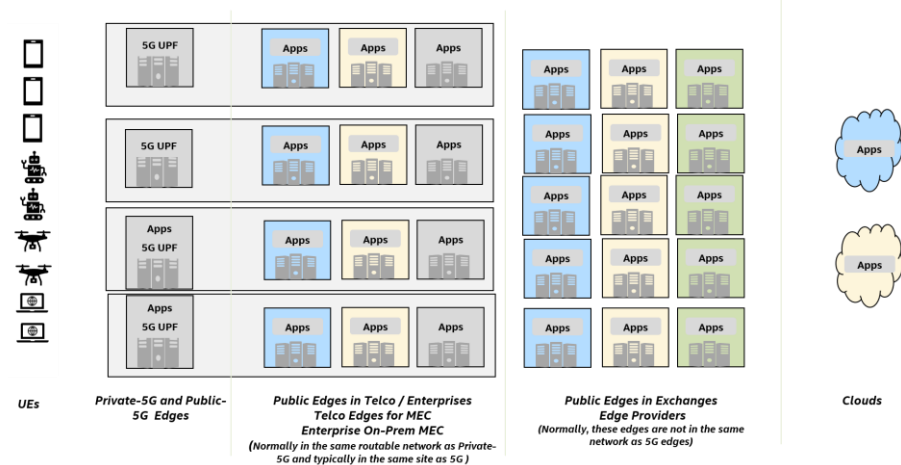 5G UPF
Apps
Apps
Apps
Apps
Apps
Apps
5G UPF
Apps
Apps
Apps
Apps
Apps
Apps
Apps
Apps
Apps
Apps
Apps
5G UPF
Apps
Apps
Apps
Apps
Apps
Apps
Apps
Apps
Apps
Apps
Apps
5G UPF
Apps
Apps
Apps
Apps
Apps
Apps
UEs
Private-5G and Public-
5G Edges
Public Edges in Telco / Enterprises
Telco Edges for MEC
Enterprise On-Prem MEC
(Normally in the same routable network as Private-
5G and typically in the same site as 5G )
Public Edges in Exchanges
Edge Providers
(Normally, these edges are not in the same
network as 5G edges)
Clouds